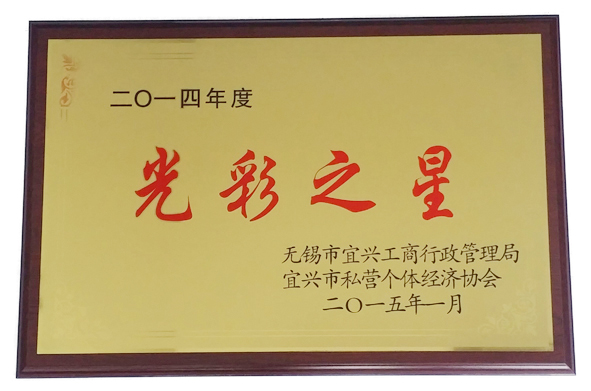 二〇一四年度
光彩之星
无锡市宜兴工商行政管理局
宜兴市私营个体经济协会
二〇一五年一月